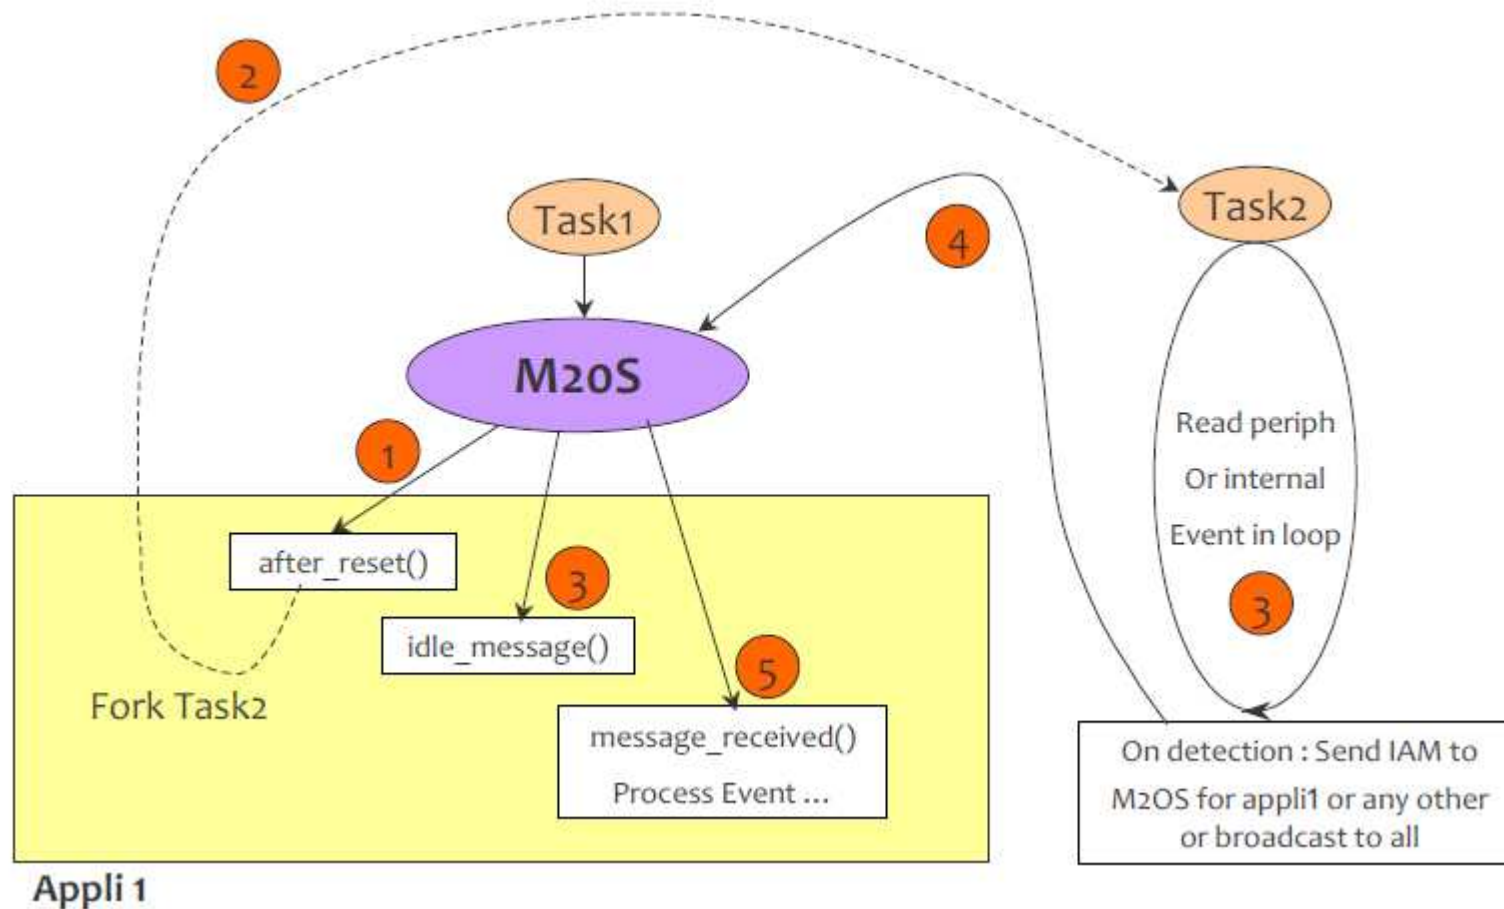 2
Task1
Task2
4
M2OS
Read periph
Or internal
Event in loop
1
after_reset()
3
3
idle_message()
Fork Task2
5
message_received()
Process Event ...
On detection : Send IAM to
M2OS for appli1 or any other
or broadcast to all
Appli 1